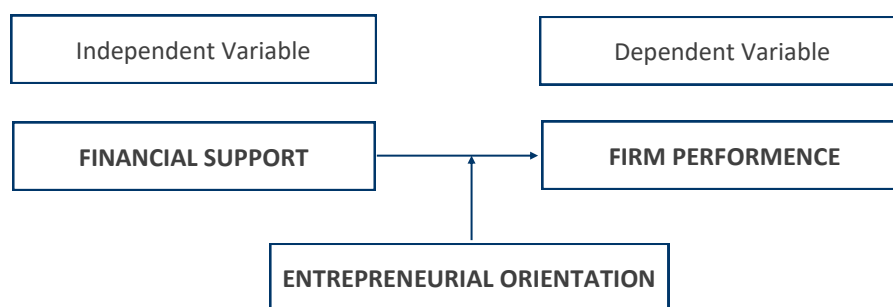 Independent Variable
Dependent Variable
FINANCIAL SUPPORT
FIRM PERFORMENCE
ENTREPRENEURIAL ORIENTATION